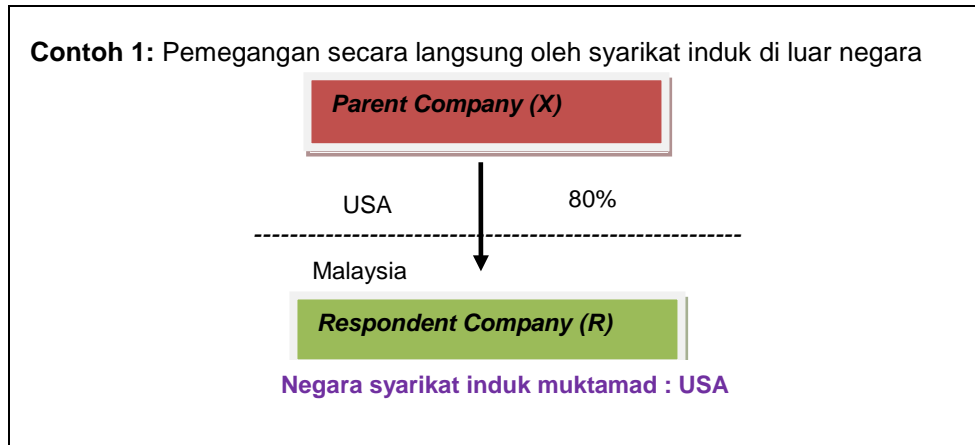 Contoh 1: Pemegangan secara langsung oleh syarikat induk di luar negara
Parent Company (X)
USA 80%
Malaysia
Respondent Company (R)
Negara syarikat induk muktamad : USA